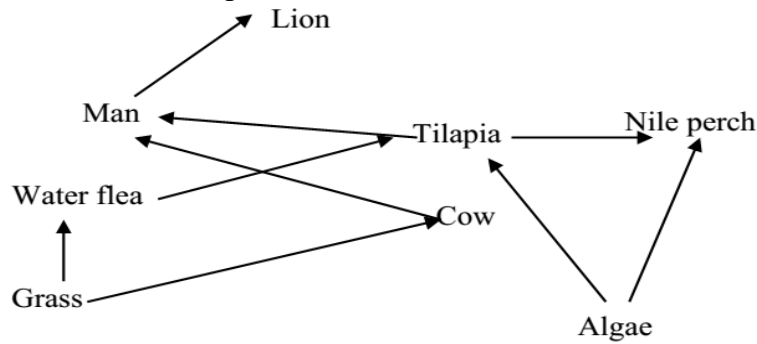 Lion
Man
Tilapia
Nile perch
Water flea
Cow
Grass
Algae